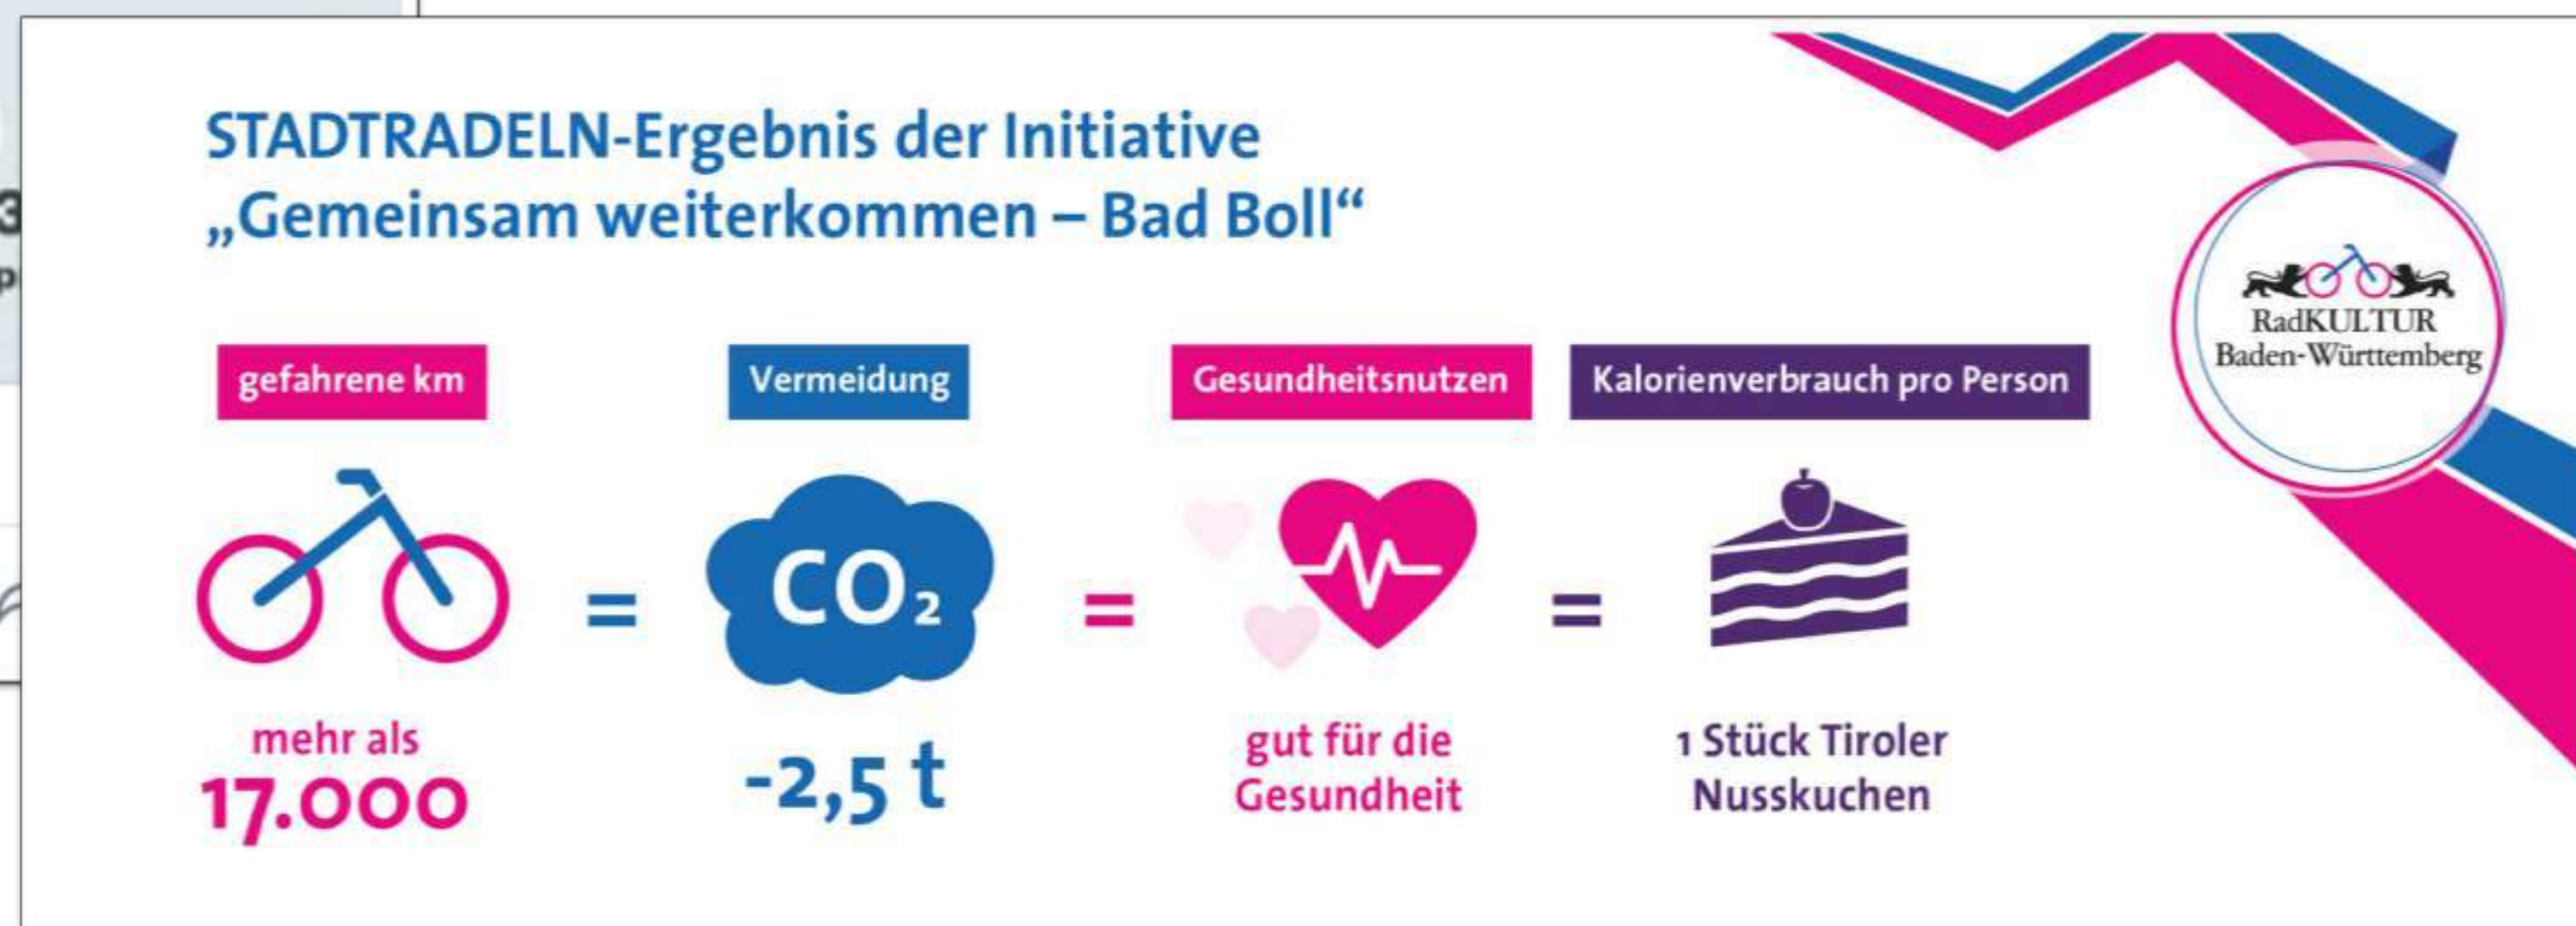 STADTRADELN-Ergebnis der Initiative
„Gemeinsam weiterkommen – Bad Boll“
gefahrene km
Vermeidung
Gesundheitsnutzen
Kalorienverbrauch pro Person
RadKULTUR
Baden-Württemberg
=
CO₂
=
=
mehr als
17.000
-2,5 t
gut für die
Gesundheit
1 Stück Tiroler
Nusskuchen